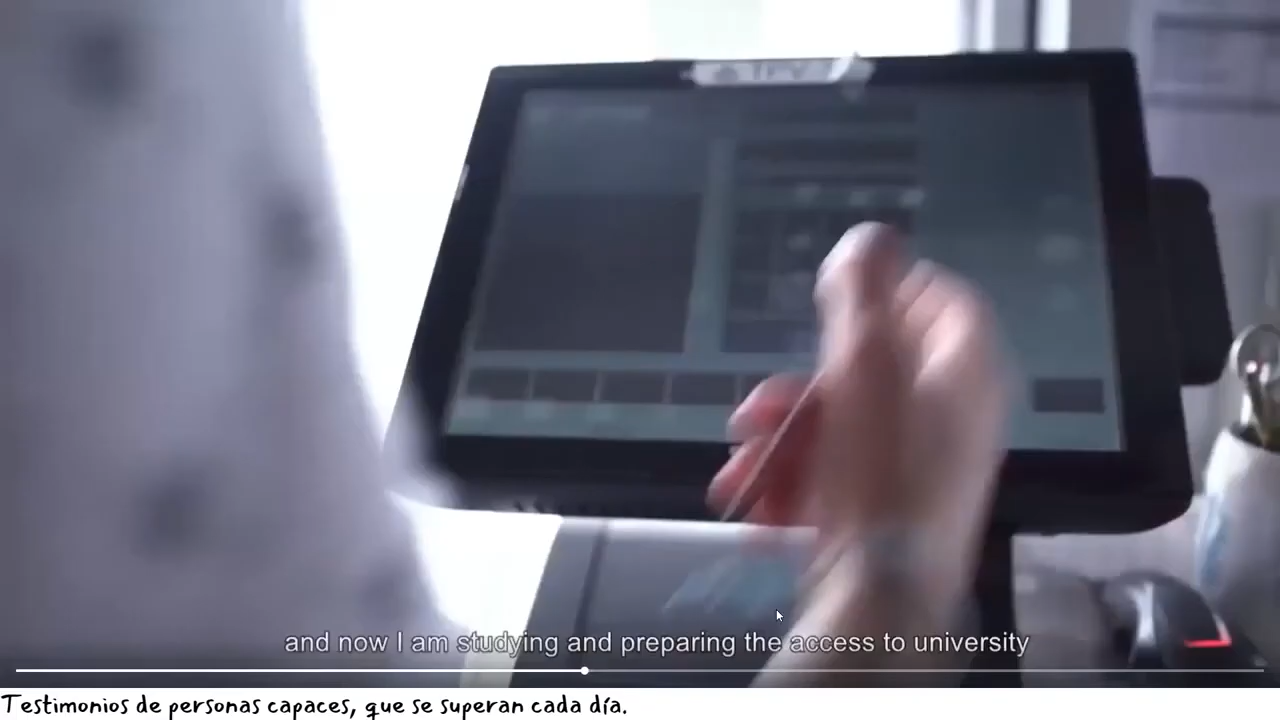 and now I am studying and preparing the access to university
Testimonios de personas capaces, que se superan cada día.